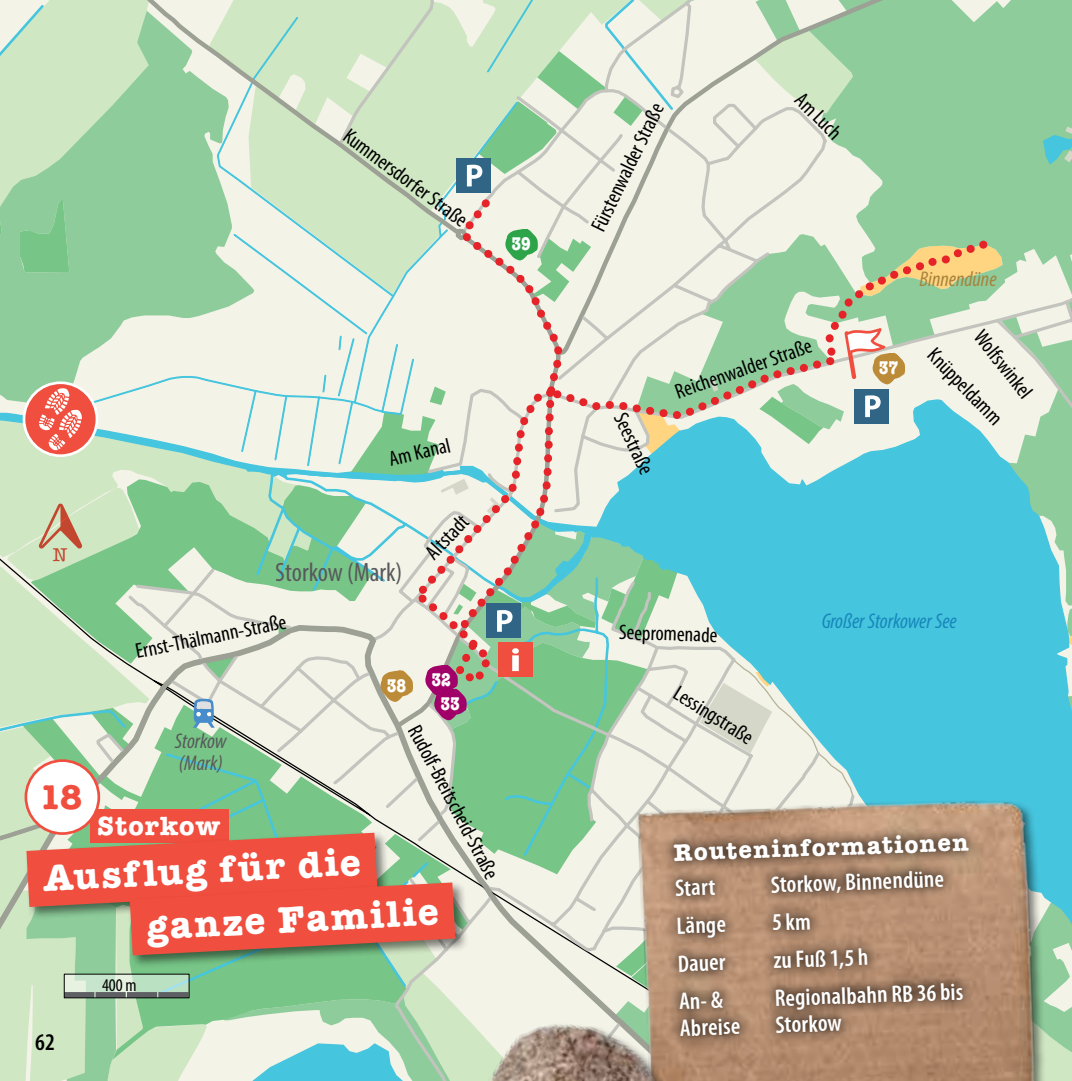 Kummersdorfer Straße
P
39
Fürstenwalder Straße
Am Luch
Binnendüne
Reichenwalder Straße
37
P
Knüppeldamm
Wolfswinkel
Seestraße
Am Kanal
Altstadt
N
Storkow (Mark)
Großer Storkower See
P
i
Seepromenade
Ernst-Thälmann-Straße
32
33
38
Lessingstraße
Storkow
(Mark)
Rudolf-Breitscheid-Straße
18
Storkow
Ausflug für die
ganze Familie
400 m
62
Routeninformationen
Start Storkow, Binnendüne
Länge 5 km
Dauer zu Fuß 1,5 h
An- & Regionalbahn RB 36 bis
Abreise Storkow